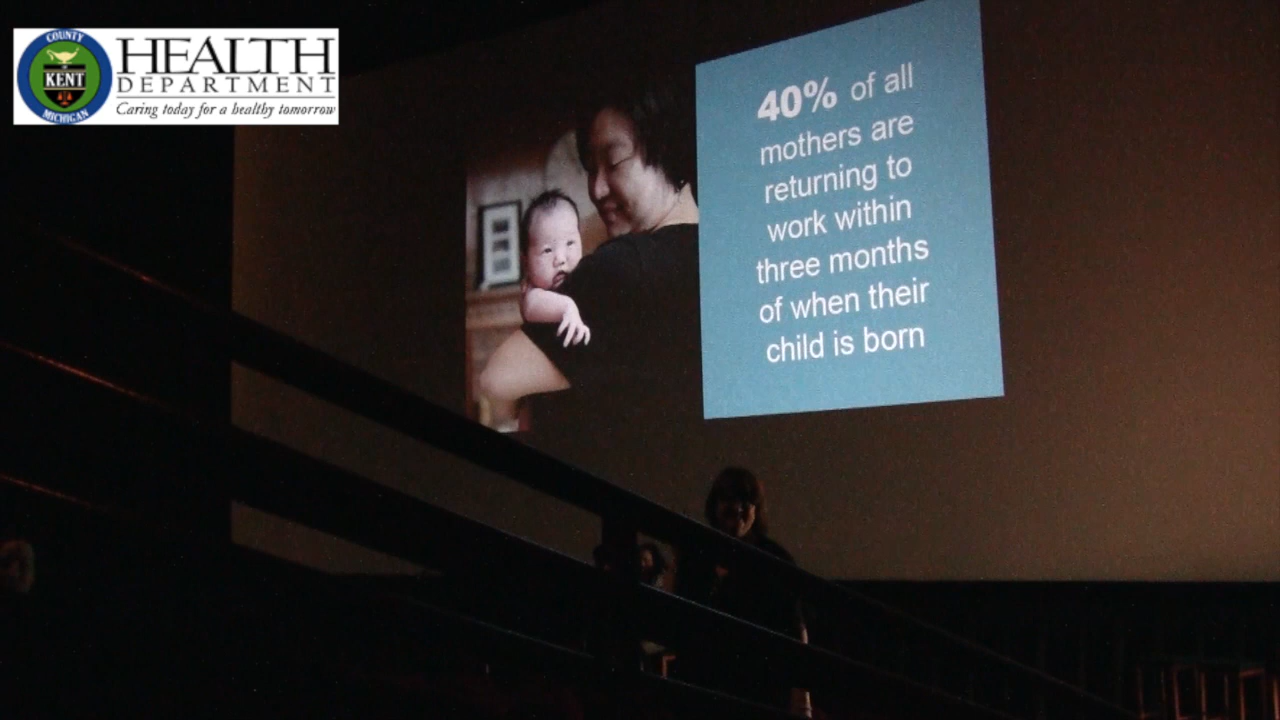 COUNTY
KENT
MICHIGAN
HEALTH
DEPARTMENT
Caring today for a healthy tomorrow
40% of all
mothers are
returning to
work within
three months
of when their
child is born